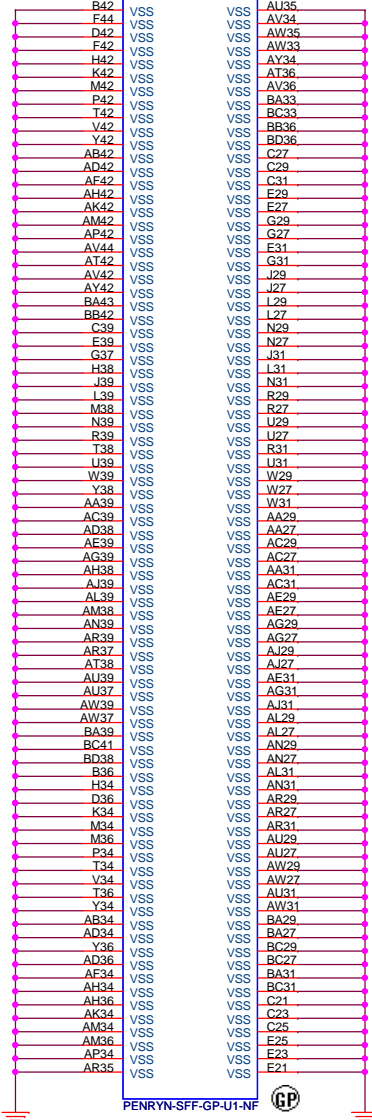 B42 VSS VSS AU35
F44 VSS VSS AV34
D42 VSS VSS AW35
F42 VSS VSS AW33
H42 VSS VSS AY34
K42 VSS VSS AT36
M42 VSS VSS AV36
P42 VSS VSS BA33
T42 VSS VSS BC33
V42 VSS VSS BB36
Y42 VSS VSS BD36
AB42 VSS VSS C27
AD42 VSS VSS C29
AF42 VSS VSS C31
AH42 VSS VSS E29
AK42 VSS VSS E27
AM42 VSS VSS G29
AP42 VSS VSS G27
AV44 VSS VSS E31
AT42 VSS VSS G31
AV42 VSS VSS J29
AY42 VSS VSS J27
BA43 VSS VSS L29
BB42 VSS VSS L27
C39 VSS VSS N29
E39 VSS VSS N27
G37 VSS VSS J31
H38 VSS VSS L31
J39 VSS VSS N31
L39 VSS VSS R29
M38 VSS VSS R27
N39 VSS VSS U29
R39 VSS VSS U27
T38 VSS VSS R31
U39 VSS VSS U31
W39 VSS VSS W29
Y38 VSS VSS W27
AA39 VSS VSS W31
AC39 VSS VSS AA29
AD38 VSS VSS AA27
AE39 VSS VSS AC29
AG39 VSS VSS AC27
AH38 VSS VSS AA31
AJ39 VSS VSS AC31
AL39 VSS VSS AE29
AM38 VSS VSS AE27
AN39 VSS VSS AG29
AR39 VSS VSS AG27
AR37 VSS VSS AJ29
AT38 VSS VSS AJ27
AU39 VSS VSS AE31
AU37 VSS VSS AG31
AW39 VSS VSS AJ31
AW37 VSS VSS AL29
BA39 VSS VSS AL27
BC41 VSS VSS AN29
BD38 VSS VSS AN27
B36 VSS VSS AL31
H34 VSS VSS AN31
D36 VSS VSS AR29
K34 VSS VSS AR27
M34 VSS VSS AR31
M36 VSS VSS AU29
P34 VSS VSS AU27
T34 VSS VSS AW29
V34 VSS VSS AW27
T36 VSS VSS AU31
Y34 VSS VSS AW31
AB34 VSS VSS BA29
AD34 VSS VSS BA27
Y36 VSS VSS BC29
AD36 VSS VSS BC27
AF34 VSS VSS BA31
AH34 VSS VSS BC31
AH36 VSS VSS C21
AK34 VSS VSS C23
AM34 VSS VSS C25
AM36 VSS VSS E25
AP34 VSS VSS E23
AR35 VSS VSS E21
PENRYN-SFF-GP-U1-NF GP